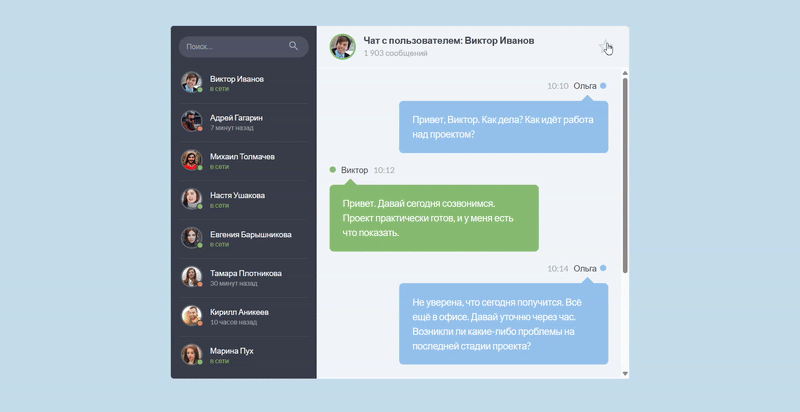 Поиск...
Виктор Иванов
в сети
Адрей Гагарин
7 минут назад
Михаил Толмачев
в сети
Настя Ушакова
в сети
Евгения Барышникова
в сети
Тамара Плотникова
30 минут назад
Кирилл Аникеев
10 часов назад
Марина Пух
в сети
Чат с пользователем: Виктор Иванов
1 903 сообщений
10:10 Ольга
Привет, Виктор. Как дела? Как идёт работа
над проектом?
Виктор 10:12
Привет. Давай сегодня созвонимся.
Проект практически готов, и у меня есть
что показать.
10:14 Ольга
Не уверена, что сегодня получится. Всё
ещё в офисе. Давай уточню через час.
Возникли ли какие-либо проблемы на
последней стадии проекта?